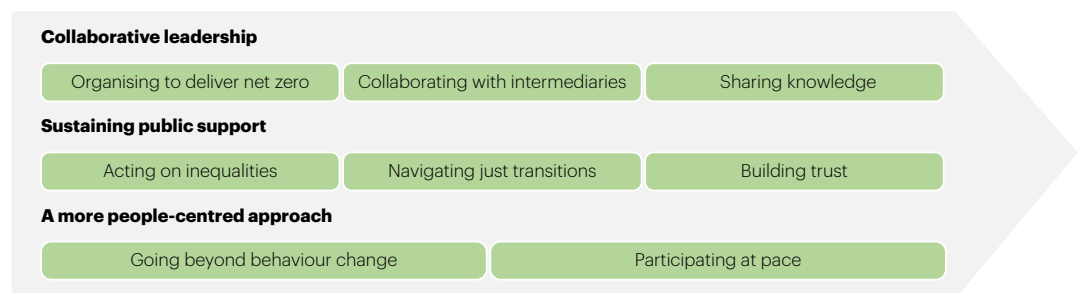 Collaborative leadership
Organising to deliver net zero
Collaborating with intermediaries
Sharing knowledge
Sustaining public support
Acting on inequalities
Navigating just transitions
Building trust
A more people-centred approach
Going beyond behaviour change
Participating at pace